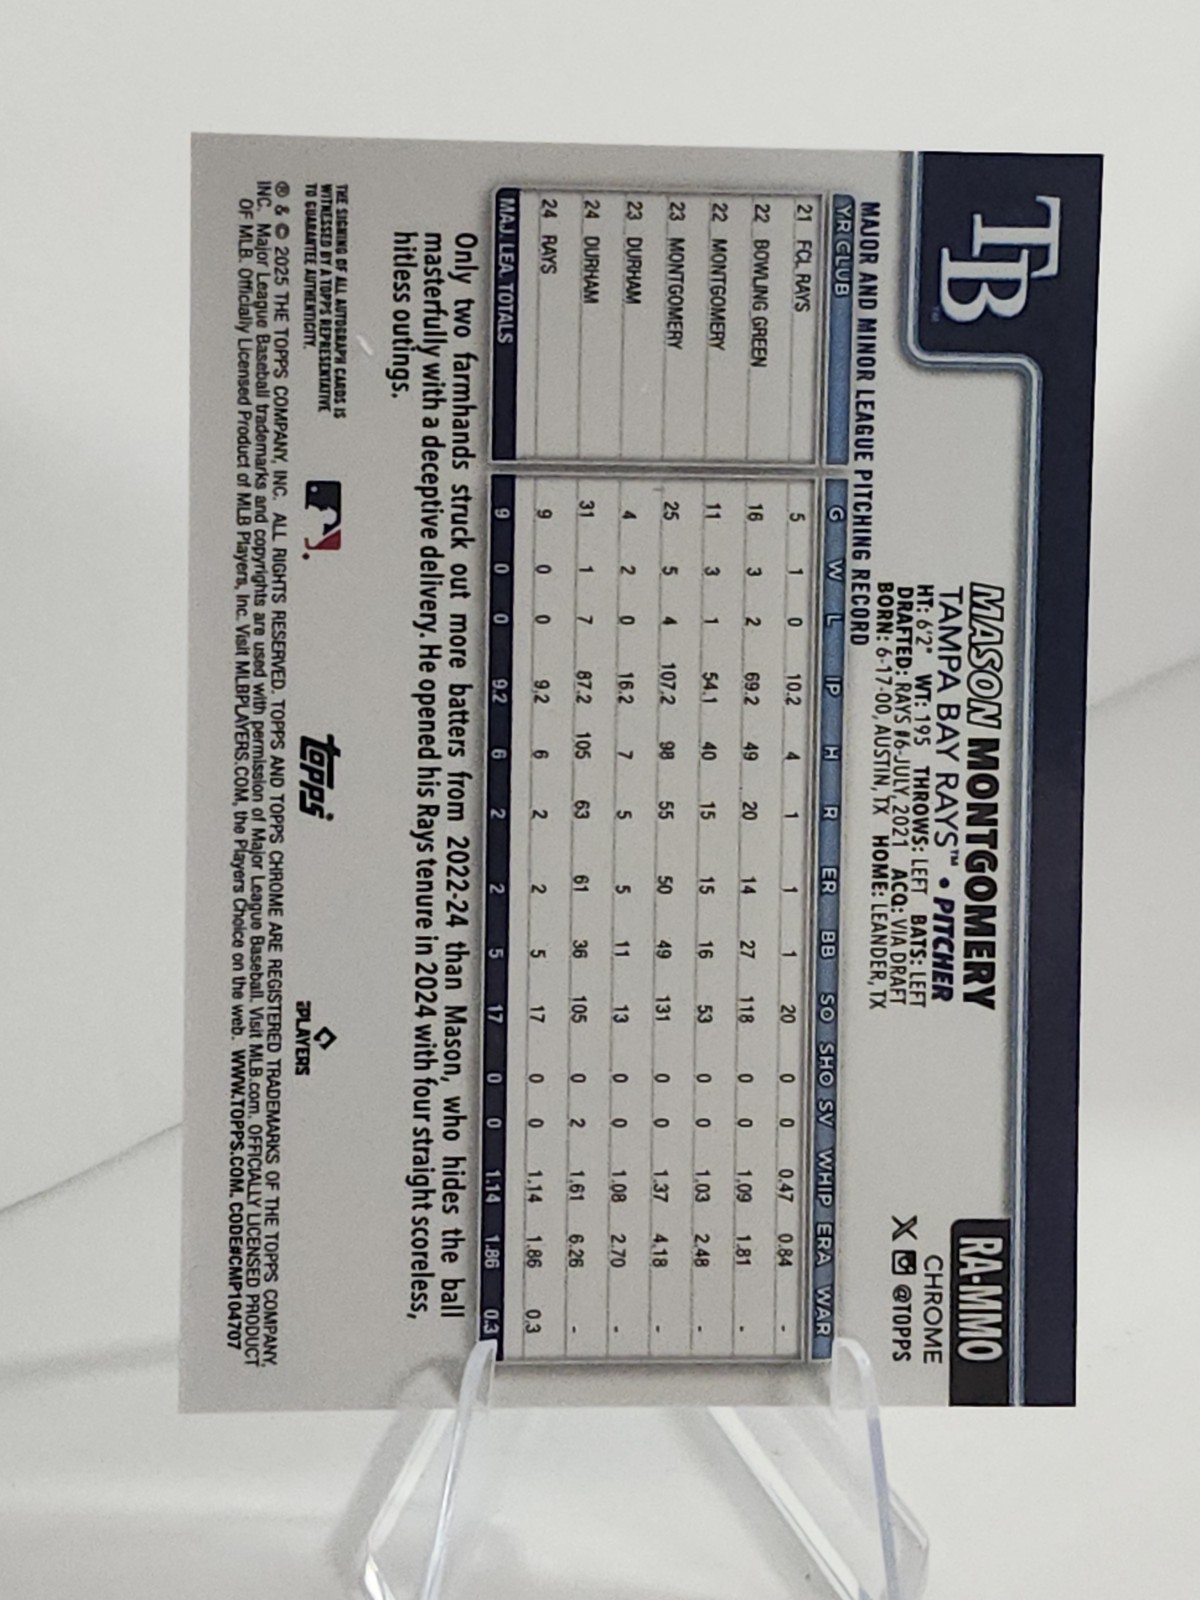 TB
MASON MONTGOMERY
TAMPA BAY RAYS™ • PITCHER
HT: 6'2" WT: 195 THROWS: LEFT BATS: LEFT
DRAFTED: RAYS #6-JULY, 2021 ACQ: VIA DRAFT
BORN: 6-17-00, AUSTIN, TX HOME: LEANDER, TX
RA-MMO
CHROME
X @TOPPS
MAJOR AND MINOR LEAGUE PITCHING RECORD
YR CLUB G W L IP H R ER BB SO SHO SV WHIP ERA WAR
21 FCL RAYS 5 1 0 10.2 4 1 1 1 20 0 0 0.47 0.84 -
22 BOWLING GREEN 16 3 2 69.2 49 20 14 27 118 0 0 1.09 1.81 -
22 MONTGOMERY 11 3 1 54.1 40 15 15 16 53 0 0 1.03 2.48 -
23 MONTGOMERY 25 5 4 107.2 98 55 50 49 131 0 0 1.37 4.18 -
23 DURHAM 4 2 0 16.2 7 5 5 11 13 0 0 1.08 2.70 -
24 DURHAM 31 1 7 87.2 105 63 61 36 105 0 2 1.61 6.26 -
24 RAYS 9 0 0 9.2 6 2 2 5 17 0 0 1.14 1.86 0.3
MAJ LEA TOTALS 9 0 0 9.2 6 2 2 5 17 0 0 1.14 1.86 0.3
Only two farmhands struck out more batters from 2022-24 than Mason, who hides the ball
masterfully with a deceptive delivery. He opened his Rays tenure in 2024 with four straight scoreless,
hitless outings.
THE SIGNING OF ALL AUTOGRAPH CARDS IS
WITNESSED BY A TOPPS REPRESENTATIVE
TO GUARANTEE AUTHENTICITY.
topps
PLAYERS
® & © 2025 THE TOPPS COMPANY, INC. ALL RIGHTS RESERVED. TOPPS AND TOPPS CHROME ARE REGISTERED TRADEMARKS OF THE TOPPS COMPANY,
INC. Major League Baseball trademarks and copyrights are used with permission of Major League Baseball. Visit MLB.com. OFFICIALLY LICENSED PRODUCT
OF MLB. Officially Licensed Product of MLB Players, Inc. Visit MLBPLAYERS.COM, the Players Choice on the web. WWW.TOPPS.COM. CODE#CMP104707